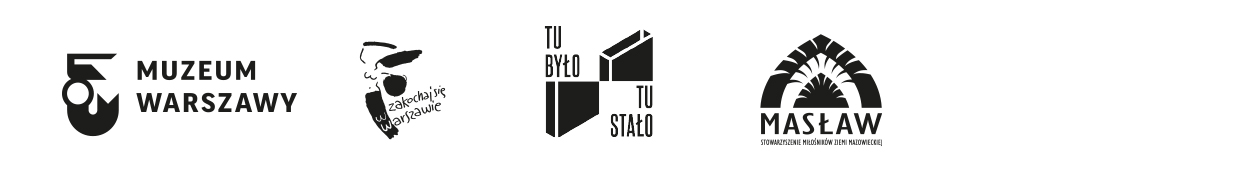 MUZEUM
WARSZAWY
zakochaj się
w warszawie
TU
BYŁO
TU
STAŁO
MASŁAW
STOWARZYSZENIE MIŁOŚNIKÓW ZIEMI MAZOWIECKIEJ